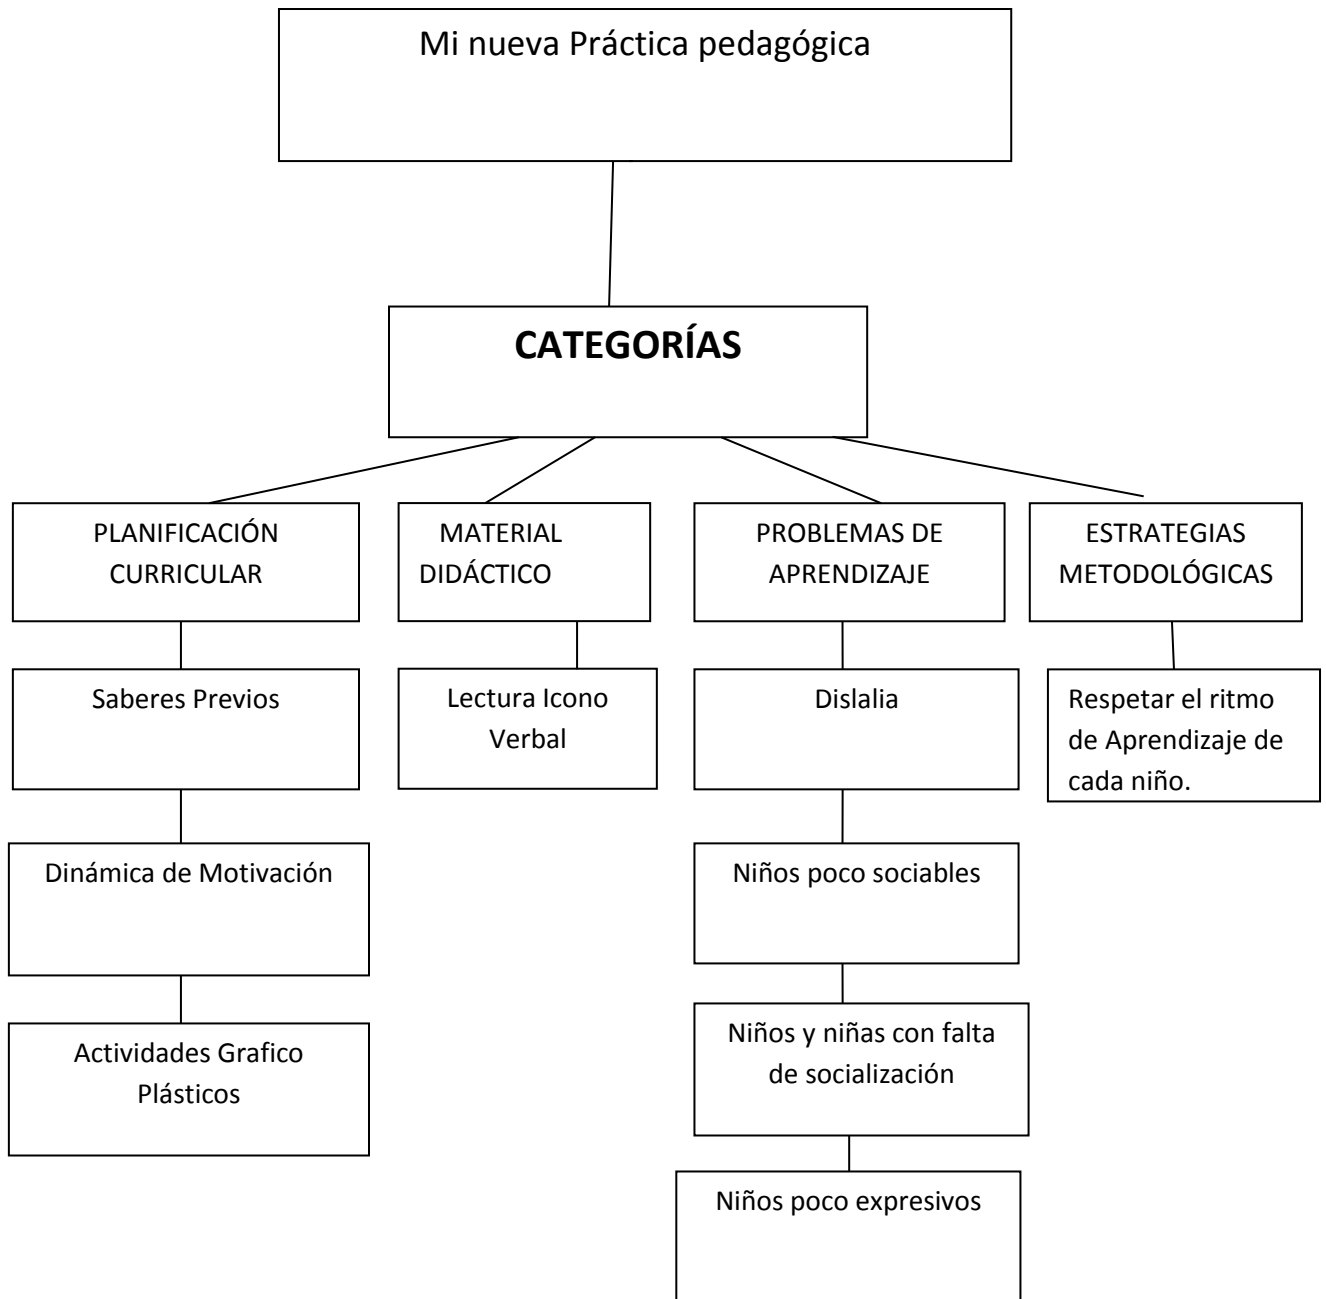 Mi nueva Práctica pedagógica
CATEGORÍAS
PLANIFICACIÓN
CURRICULAR
MATERIAL
DIDÁCTICO
PROBLEMAS DE
APRENDIZAJE
ESTRATEGIAS
METODOLÓGICAS
Saberes Previos
Lectura Icono
Verbal
Dislalia
Respetar el ritmo
de Aprendizaje de
cada niño.
Dinámica de Motivación
Niños poco sociables
Actividades Grafico
Plásticos
Niños y niñas con falta
de socialización
Niños poco expresivos